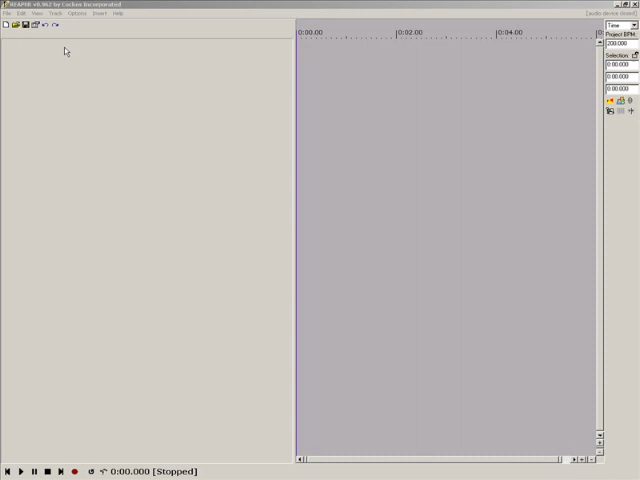 REAPER v0.962 by Cockos Incorporated
File Edit View Track Options Insert Help
[audio device closed]
Time
Project BPM:
200.000
Selection:
0:00.000
0:00.000
0:00.000
0:00.00 0:02.00 0:04.00 0
0:00.000 [Stopped]